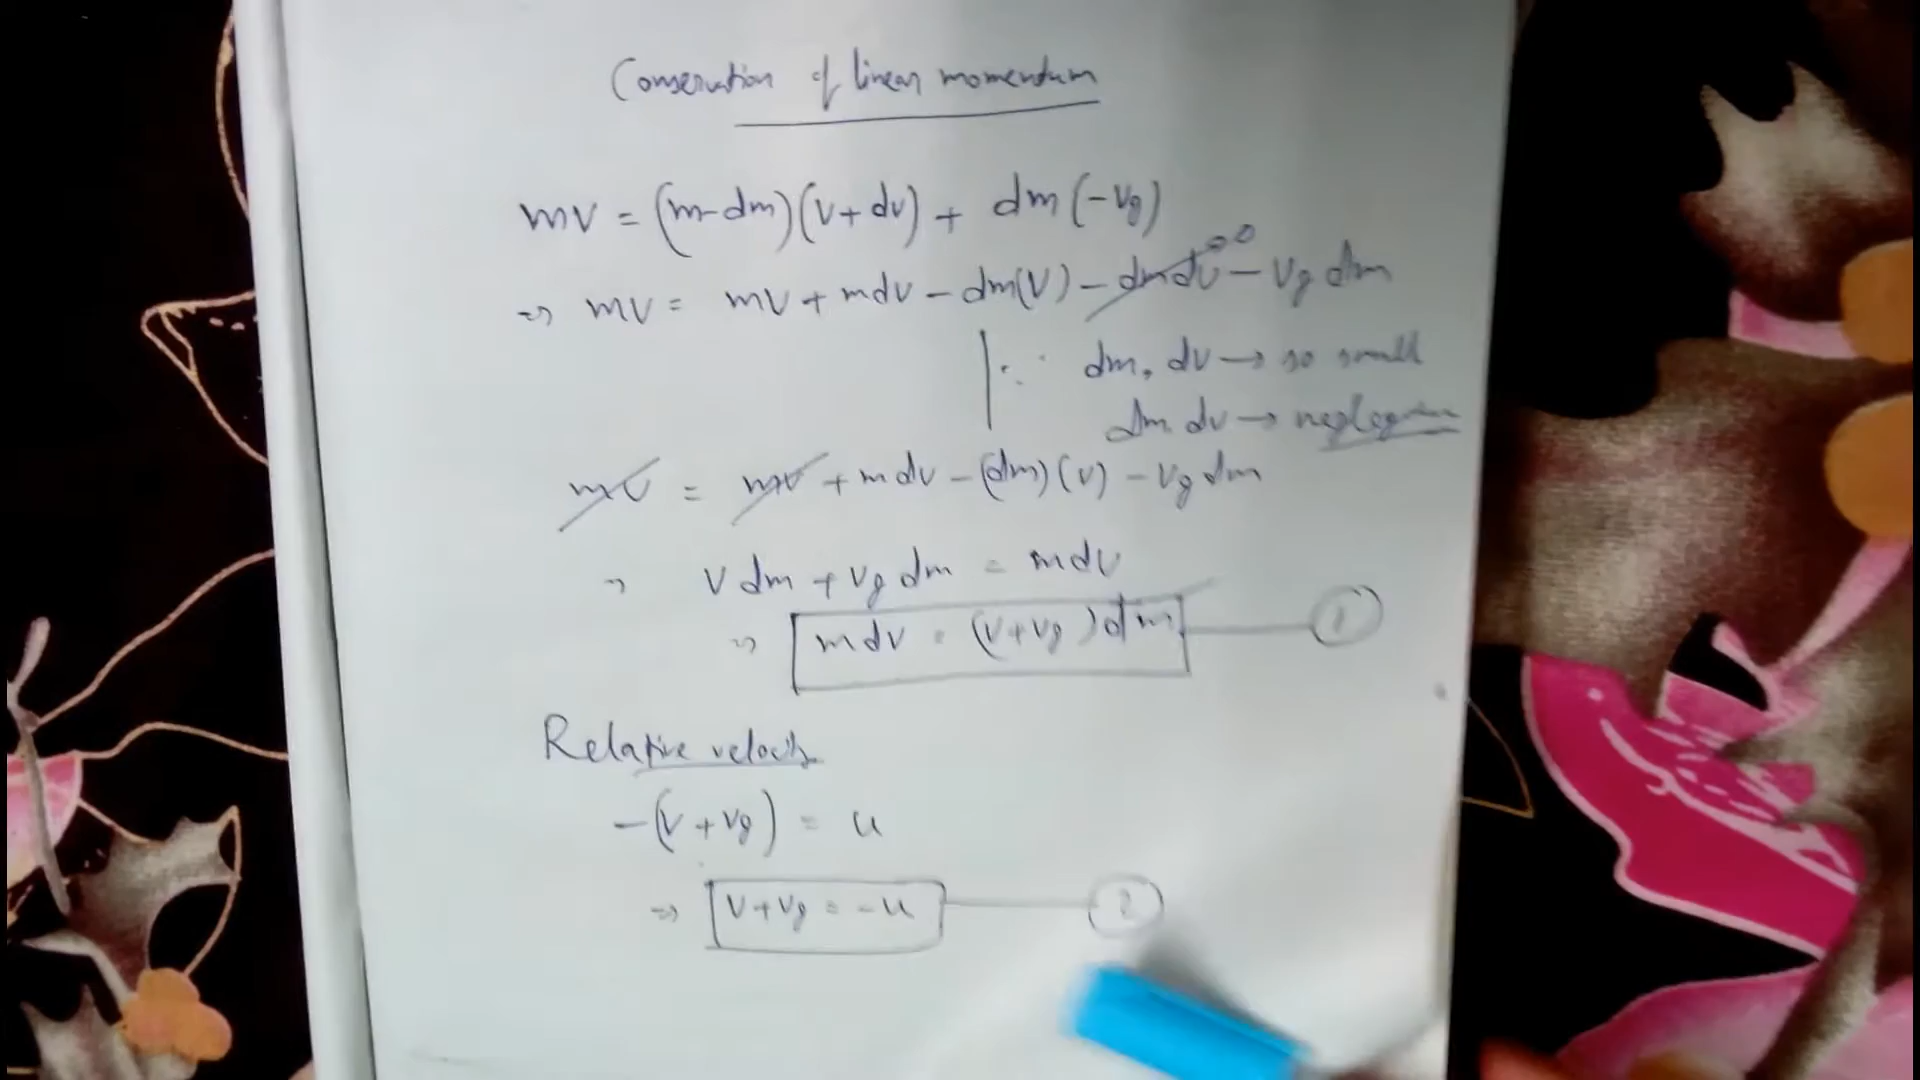 Conservation of linear momentum
mv = (m-dm)(v+dv) + dm(-vg)
=> mv = mv + mdv - dm(v) - dmdv→0 - vg dm
∵ dm, dv → so small
dm dv → 
mv = mv + mdv - (dm)(v) - vg dm
⇒ v dm + vg dm = mdv
=> mdv = (v+vg)dm — 1
Relative velocity
-(v+vg) = u
=> v+vg = -u — 2